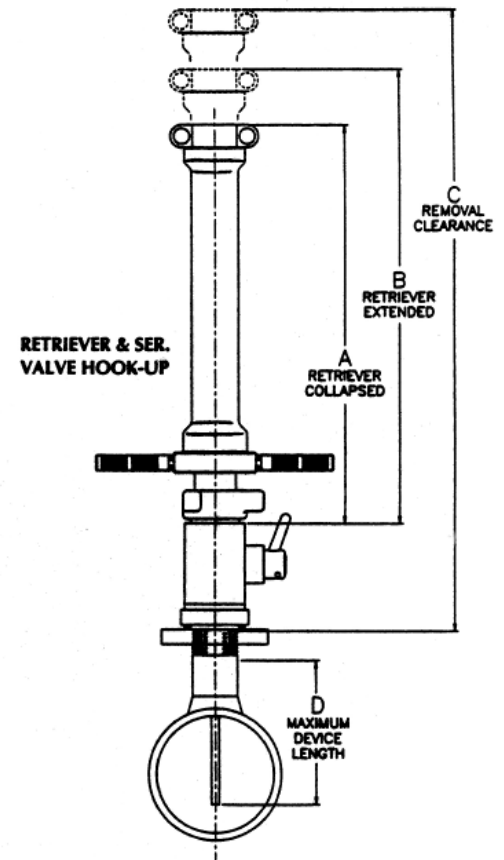 C
REMOVAL
CLEARANCE
B
RETRIEVER
EXTENDED
RETRIEVER & SER.
VALVE HOOK-UP
A
RETRIEVER
COLLAPSED
D
MAXIMUM
DEVICE
LENGTH